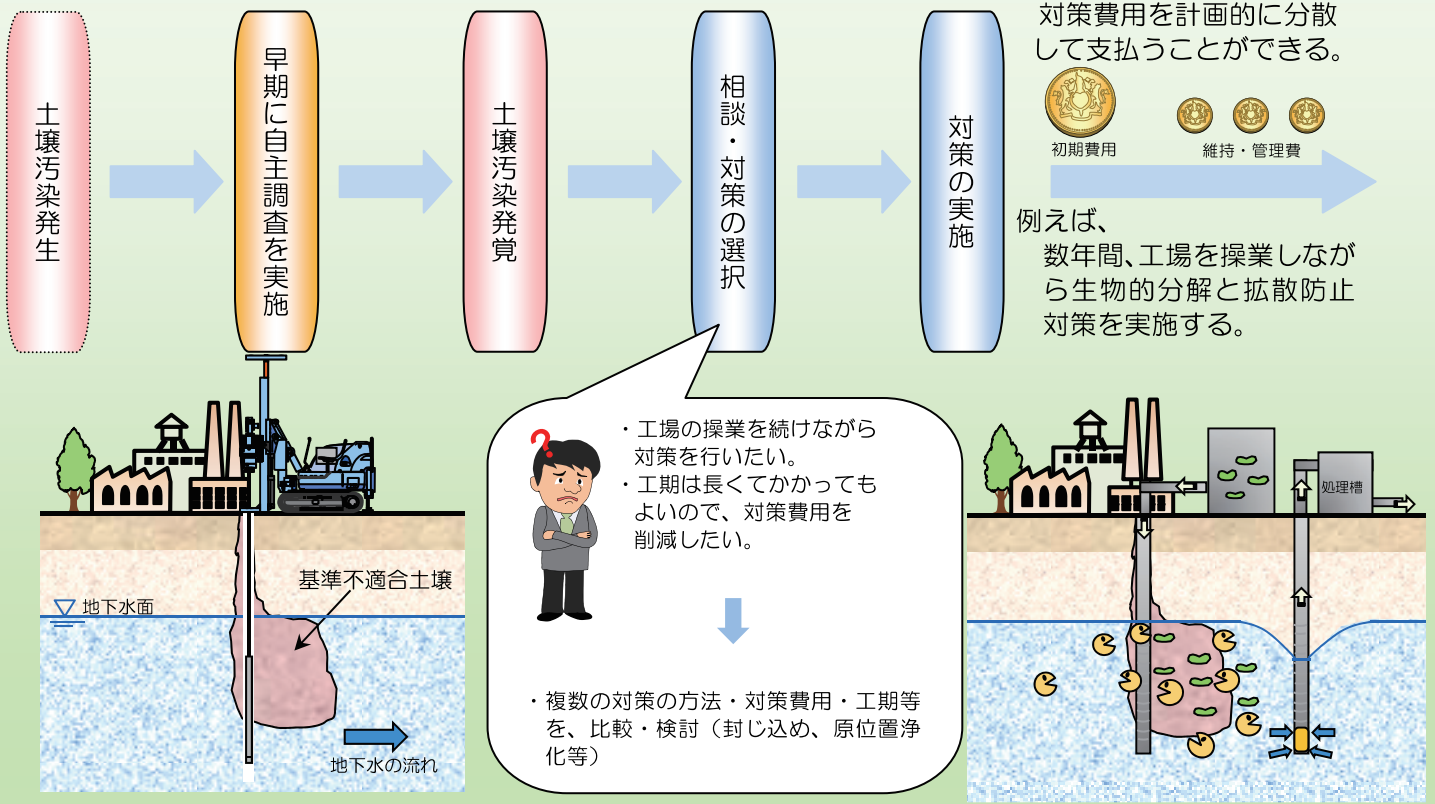 土壌汚染発生
早期に自主調査を実施
土壌汚染発覚
相談・対策の選択
対策の実施
対策費用を計画的に分散
して支払うことができる。
初期費用
維持・管理費
例えば、
数年間、工場を操業しなが
ら生物的分解と拡散防止
対策を実施する。
基準不適合土壌
地下水面
地下水の流れ
?
・工場の操業を続けながら
対策を行いたい。
・工期は長くてかかっても
よいので、対策費用を
削減したい。
・複数の対策の方法・対策費用・工期等
を、比較・検討（封じ込め、原位置浄
化等）
処理槽